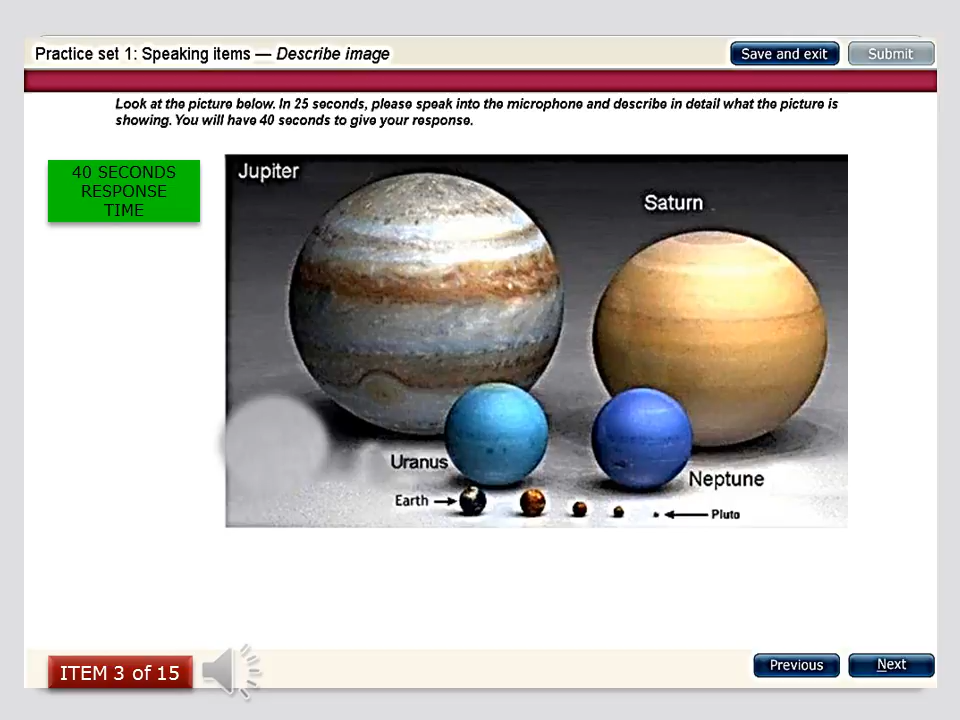 Practice set 1: Speaking items — Describe image
Save and exit
Submit
Look at the picture below. In 25 seconds, please speak into the microphone and describe in detail what the picture is
showing. You will have 40 seconds to give your response.
40 SECONDS
RESPONSE
TIME
Jupiter
Saturn
Uranus
Neptune
Earth
Pluto
ITEM 3 of 15
Previous
Next